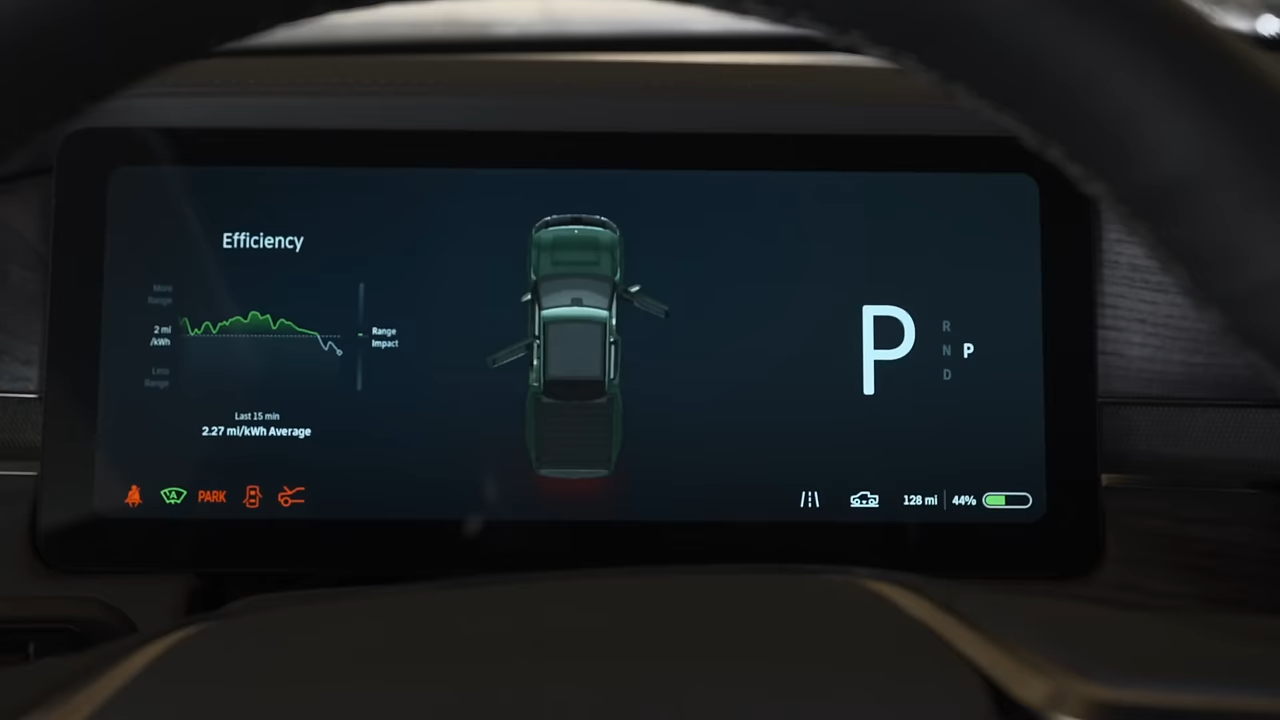 Efficiency
More
Range
2 mi
/kWh
Less
Range
Range
Impact
Last 15 min
2.27 mi/kWh Average
A
PARK
P
R
N
P
D
128 mi
44%